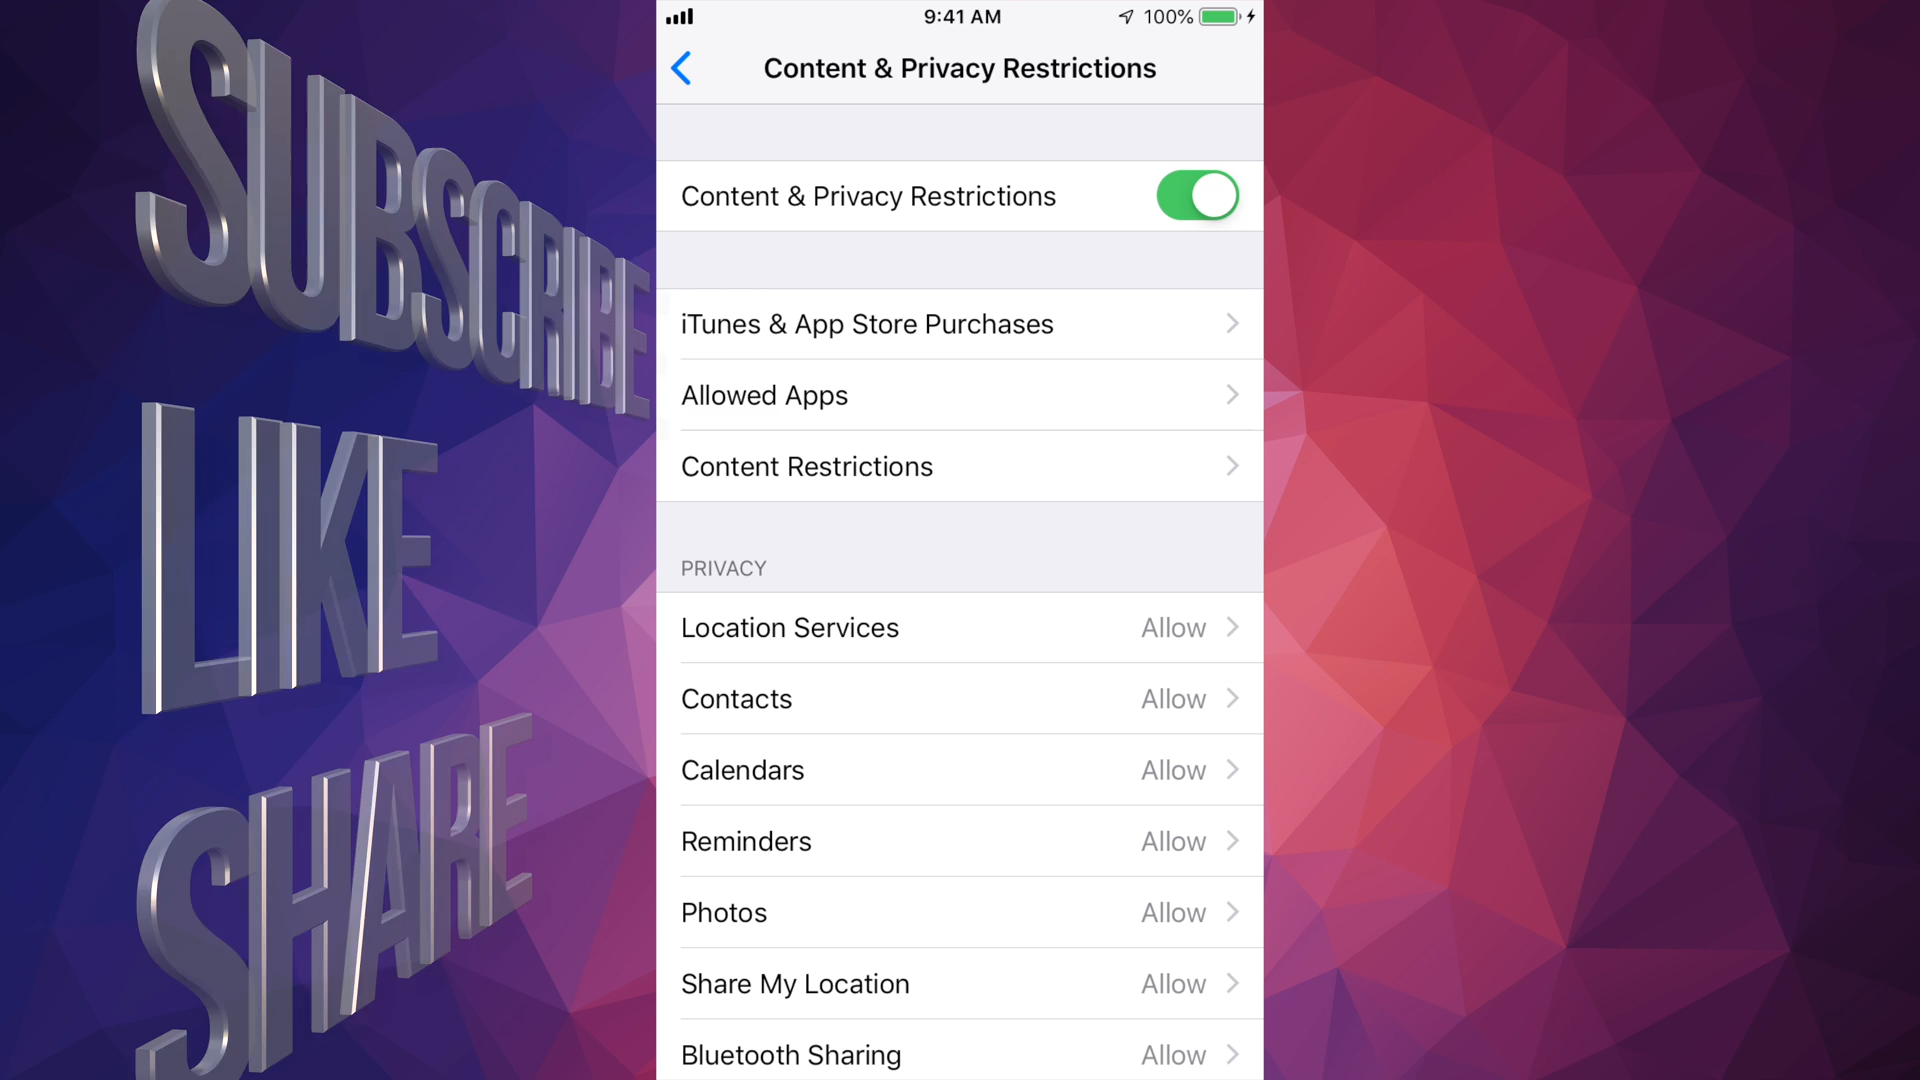 SUBSCRIBE
LIKE
SHARE
9:41 AM
100%
Content & Privacy Restrictions
Content & Privacy Restrictions
iTunes & App Store Purchases
Allowed Apps
Content Restrictions
PRIVACY
Location Services Allow
Contacts Allow
Calendars Allow
Reminders Allow
Photos Allow
Share My Location Allow
Bluetooth Sharing Allow